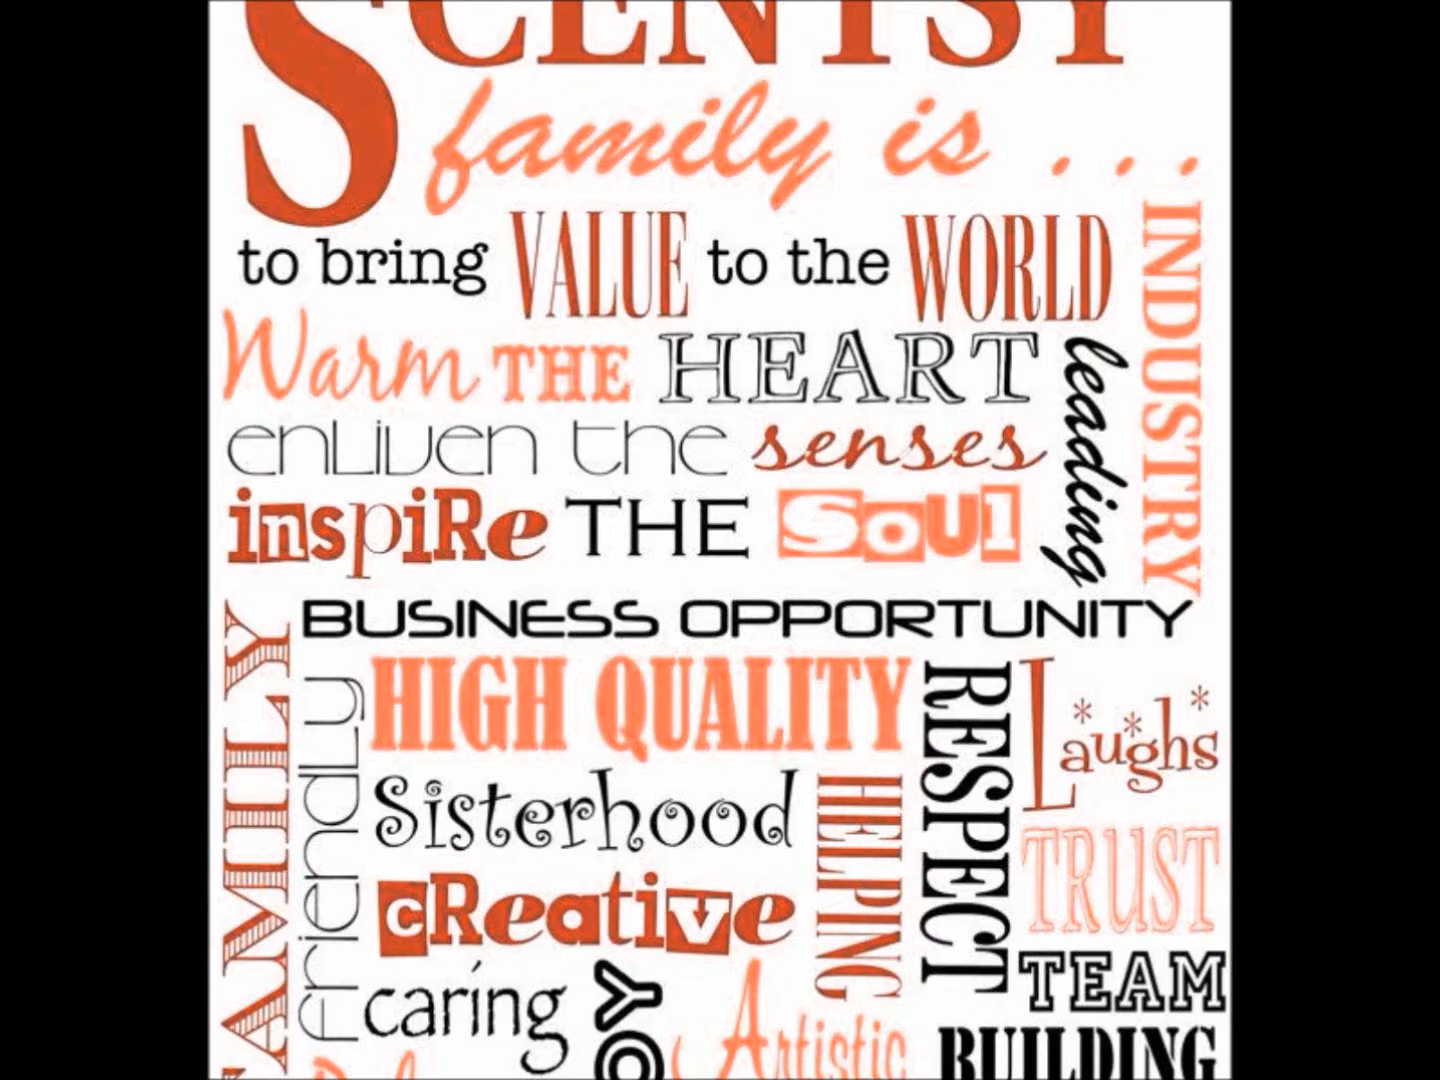 SCENTSY
family is . . .
to bring VALUE to the WORLD
Warm THE HEART
enliven the senses
inspiRe THE SOUl
leading
INDUSTRY
BUSINESS OPPORTUNITY
FAMILY
friendly
HIGH QUALITY
Sisterhood
cReative
caring
HELPING
RESPECT
Laughs
TRUST
TEAM
BUILDING
Artistic